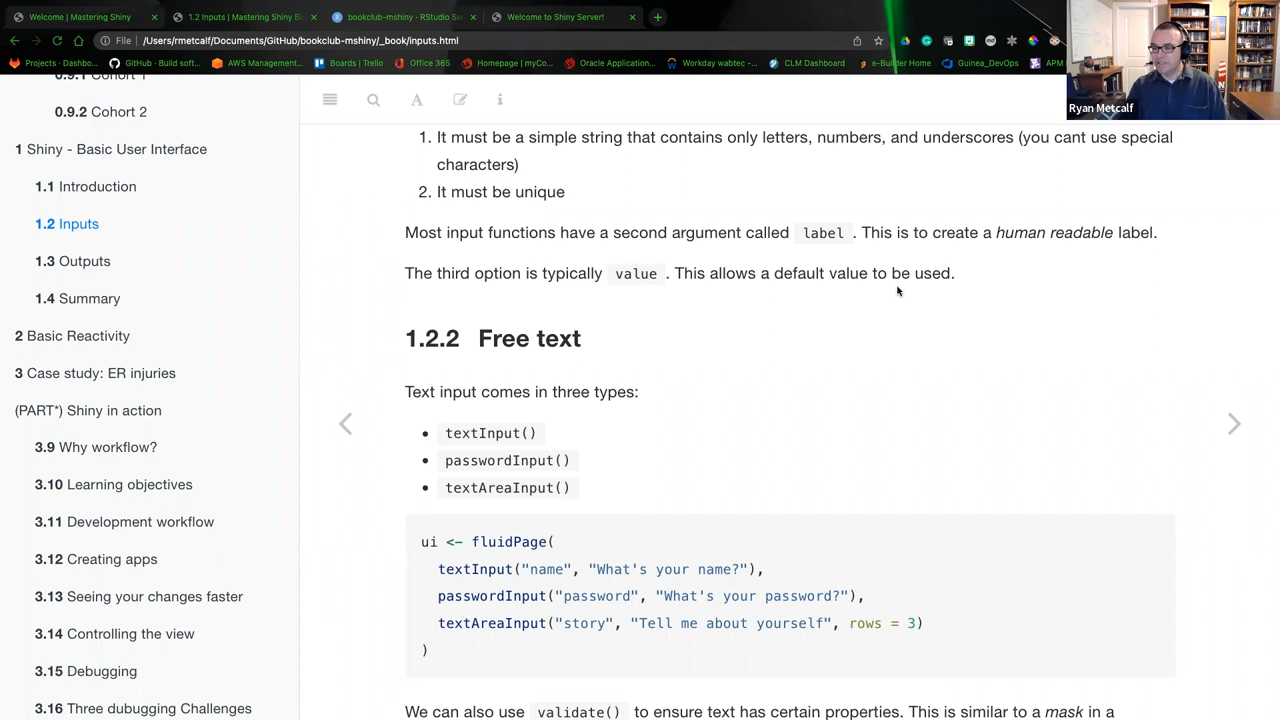 Welcome | Mastering Shiny
1.2 Inputs | Mastering Shiny B
bookclub-mshiny - RStudio Se
Welcome to Shiny Server!
File /Users/rmetcalf/Documents/GitHub/bookclub-mshiny/_book/inputs.html
Projects · Dashbo...
GitHub · Build soft...
AWS Management...
Boards | Trello
Office 365
Homepage | myCo...
Oracle Application...
Workday wabtec -...
CLM Dashboard
e-Builder Home
Guinea_DevOps
APM
Ryan Metcalf
0.9.1 Cohort 1
0.9.2 Cohort 2
1 Shiny - Basic User Interface
1.1 Introduction
1.2 Inputs
1.3 Outputs
1.4 Summary
2 Basic Reactivity
3 Case study: ER injuries
(PART*) Shiny in action
3.9 Why workflow?
3.10 Learning objectives
3.11 Development workflow
3.12 Creating apps
3.13 Seeing your changes faster
3.14 Controlling the view
3.15 Debugging
3.16 Three dubugging Challenges
1. It must be a simple string that contains only letters, numbers, and underscores (you cant use special
characters)
2. It must be unique
Most input functions have a second argument called label . This is to create a human readable label.
The third option is typically value . This allows a default value to be used.
1.2.2 Free text
Text input comes in three types:
• textInput()
• passwordInput()
• textAreaInput()
ui <- fluidPage(
textInput("name", "What's your name?"),
passwordInput("password", "What's your password?"),
textAreaInput("story", "Tell me about yourself", rows = 3)
)
We can also use validate() to ensure text has certain properties. This is similar to a mask in a